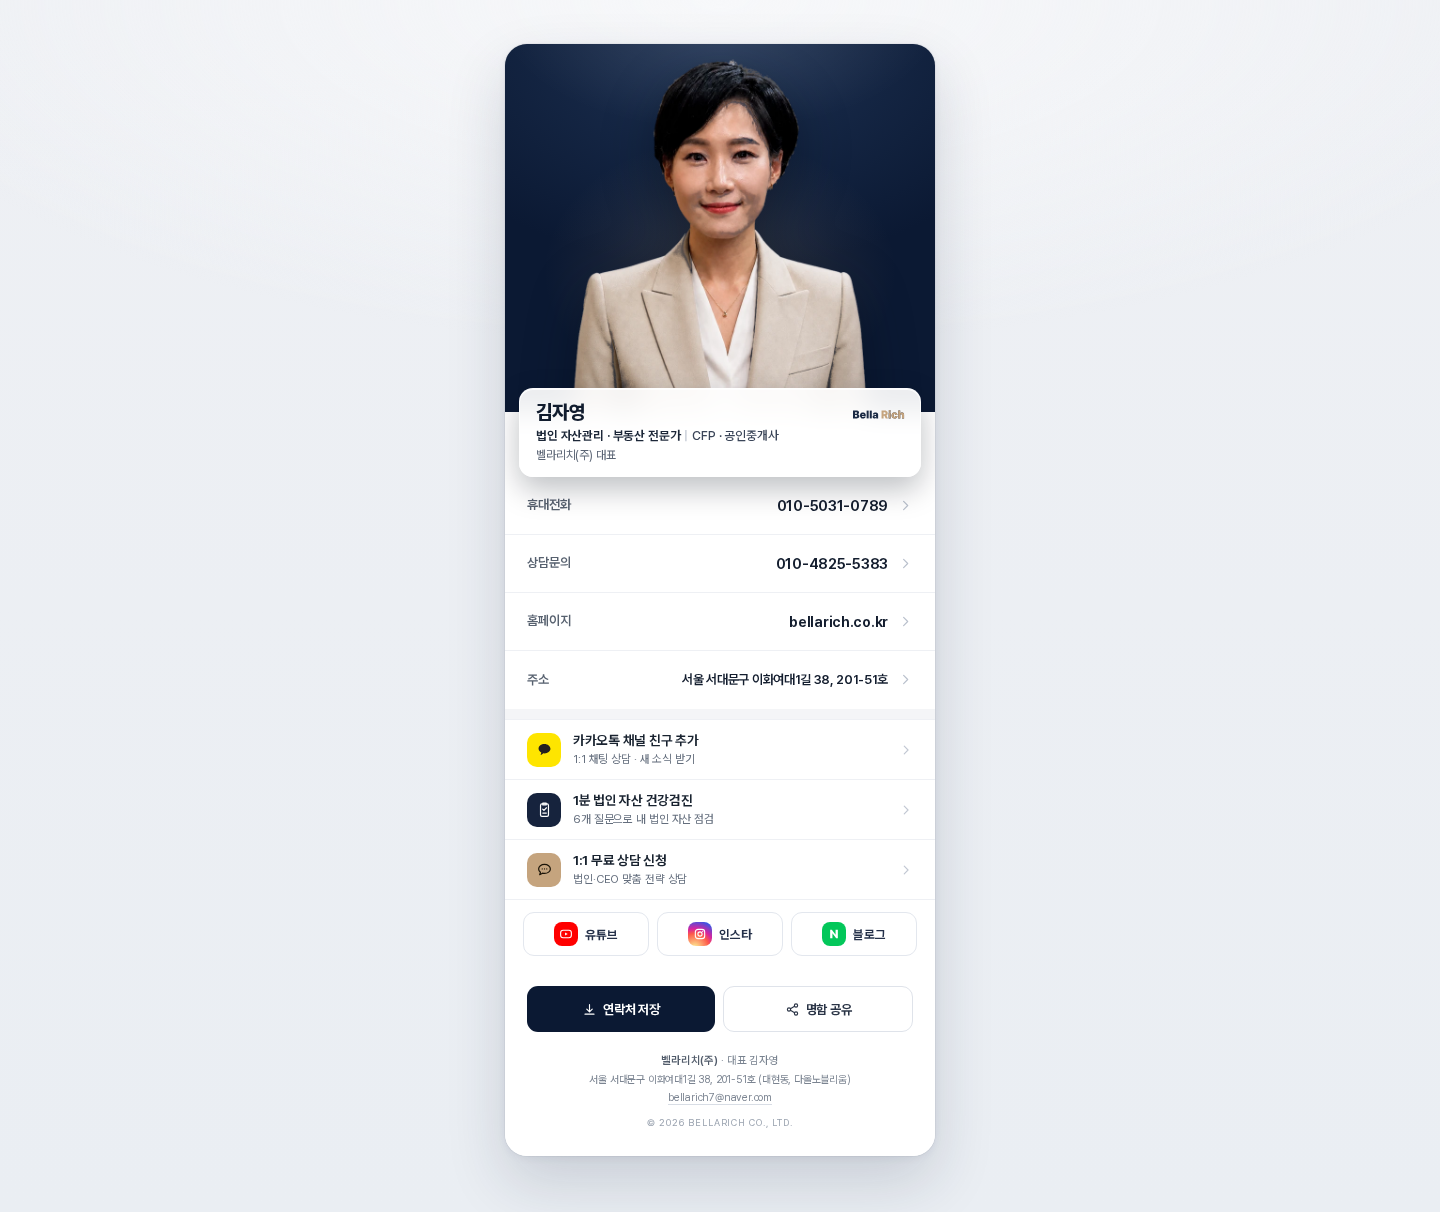 김자영
Bella Rich
법인 자산관리 · 부동산 전문가 | CFP · 공인중개사
벨라리치(주) 대표
휴대전화 010-5031-0789
상담문의 010-4825-5383
홈페이지 bellarich.co.kr
주소 서울 서대문구 이화여대1길 38, 201-51호
카카오톡 채널 친구 추가
1:1 채팅 상담 · 새 소식 받기
1분 법인 자산 건강검진
6개 질문으로 내 법인 자산 점검
1:1 무료 상담 신청
법인·CEO 맞춤 전략 상담
유튜브
인스타
N 블로그
연락처 저장
명함 공유
벨라리치(주) · 대표 김자영
서울 서대문구 이화여대1길 38, 201-51호 (대현동, 다올노블리움)
bellarich7@naver.com
© 2026 BELLARICH CO., LTD.